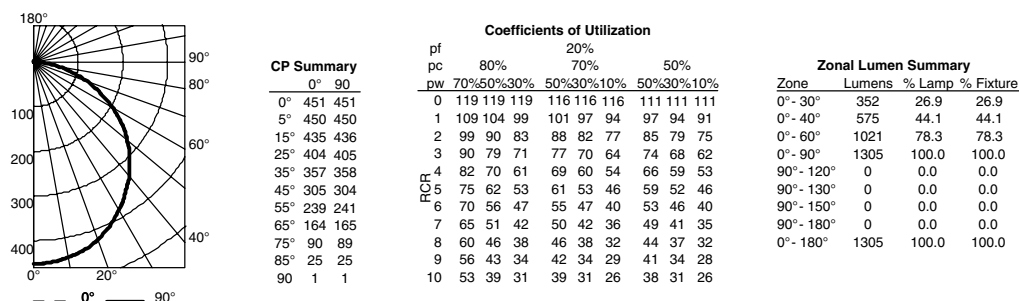 180°
90°
80°
100
60°
200
300
40°
400
0° 20°
0° 90°
CP Summary
0° 90
0° 451 451
5° 450 450
15° 435 436
25° 404 405
35° 357 358
45° 305 304
55° 239 241
65° 164 165
75° 90 89
85° 25 25
90 1 1
Coefficients of Utilization
pf 20%
pc 80% 70% 50%
pw 70%50%30% 50%30%10% 50%30%10%
RCR
0 119 119 119 116 116 116 111 111 111
1 109 104 99 101 97 94 97 94 91
2 99 90 83 88 82 77 85 79 75
3 90 79 71 77 70 64 74 68 62
4 82 70 61 69 60 54 66 59 53
5 75 62 53 61 53 46 59 52 46
6 70 56 47 55 47 40 53 46 40
7 65 51 42 50 42 36 49 41 35
8 60 46 38 46 38 32 44 37 32
9 56 43 34 42 34 29 41 34 28
10 53 39 31 39 31 26 38 31 26
Zonal Lumen Summary
Zone Lumens % Lamp % Fixture
0°- 30° 352 26.9 26.9
0°- 40° 575 44.1 44.1
0°- 60° 1021 78.3 78.3
0°- 90° 1305 100.0 100.0
90°- 120° 0 0.0 0.0
90°- 130° 0 0.0 0.0
90°- 150° 0 0.0 0.0
90°- 180° 0 0.0 0.0
0°- 180° 1305 100.0 100.0